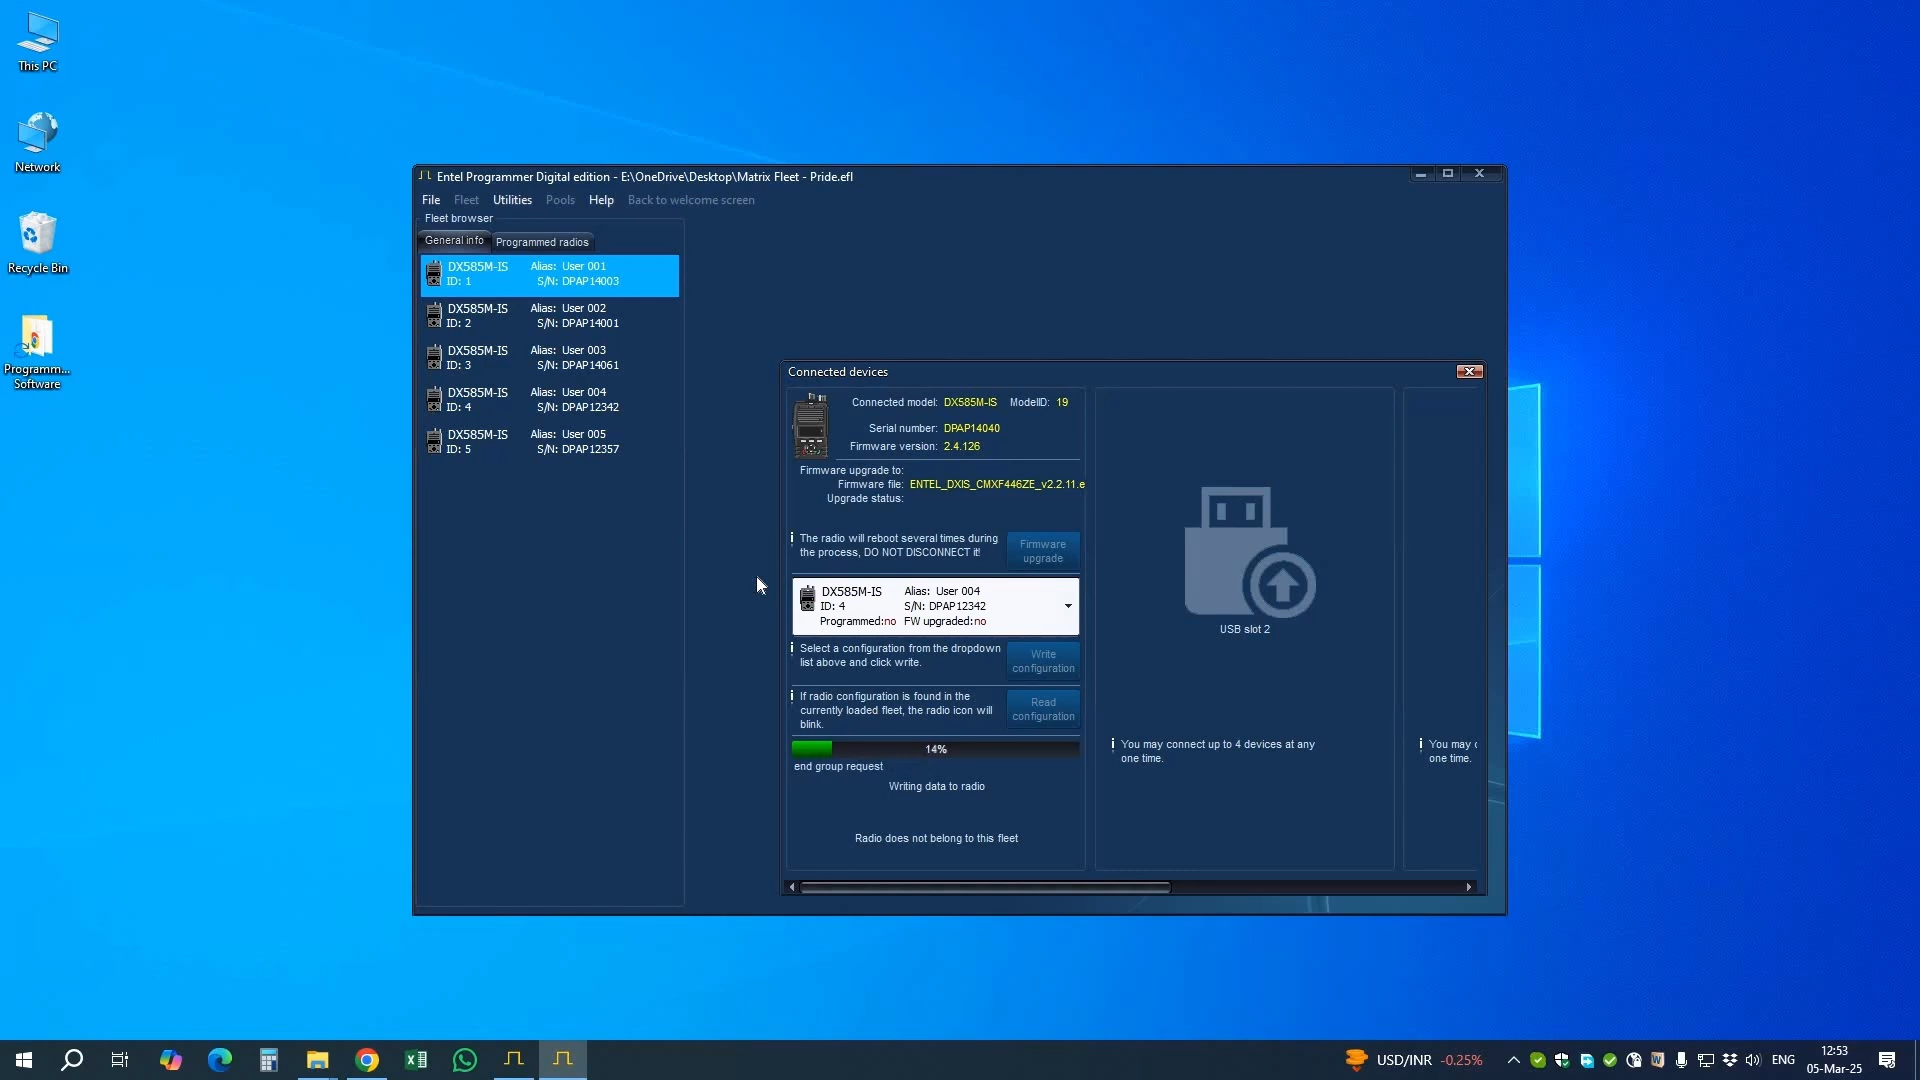 This PC
Network
Recycle Bin
Programm...
Software
Entel Programmer Digital edition - E:\OneDrive\Desktop\Matrix Fleet - Pride.efl
File Fleet Utilities Pools Help Back to welcome screen
Fleet browser
General info Programmed radios
DX585M-IS Alias: User 001
ID: 1 S/N: DPAP14003
DX585M-IS Alias: User 002
ID: 2 S/N: DPAP14001
DX585M-IS Alias: User 003
ID: 3 S/N: DPAP14061
DX585M-IS Alias: User 004
ID: 4 S/N: DPAP12342
DX585M-IS Alias: User 005
ID: 5 S/N: DPAP12357
Connected devices
Connected model: DX585M-IS ModelID: 19
Serial number: DPAP14040
Firmware version: 2.4.126
Firmware upgrade to:
Firmware file: ENTEL_DXIS_CMXF446ZE_v2.2.11.e
Upgrade status:
The radio will reboot several times during
the process, DO NOT DISCONNECT it!
Firmware
upgrade
DX585M-IS Alias: User 004
ID: 4 S/N: DPAP12342
Programmed:no FW upgraded:no
Select a configuration from the dropdown
list above and click write.
Write
configuration
If radio configuration is found in the
currently loaded fleet, the radio icon will
blink.
Read
configuration
14%
end group request
Writing data to radio
Radio does not belong to this fleet
USB slot 2
You may connect up to 4 devices at any
one time.
You may c
one time.
USD/INR -0.25%
ENG
12:53
05-Mar-25